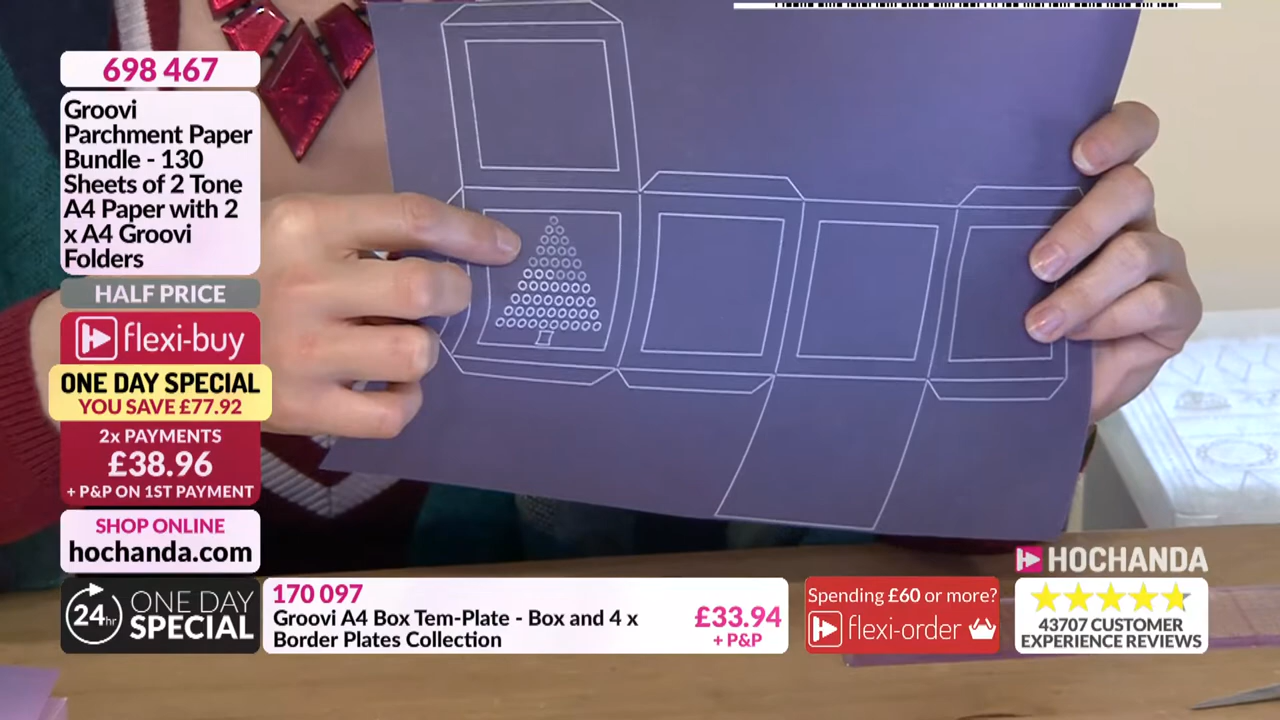 698 467
Groovi
Parchment Paper
Bundle - 130
Sheets of 2 Tone
A4 Paper with 2
x A4 Groovi
Folders
HALF PRICE
flexi-buy
ONE DAY SPECIAL
YOU SAVE £77.92
2x PAYMENTS
£38.96
+ P&P ON 1ST PAYMENT
SHOP ONLINE
hochanda.com
24hr
ONE DAY
SPECIAL
170 097
Groovi A4 Box Tem-Plate - Box and 4 x
Border Plates Collection
£33.94
+ P&P
Spending £60 or more?
flexi-order
HOCHANDA
43707 CUSTOMER
EXPERIENCE REVIEWS